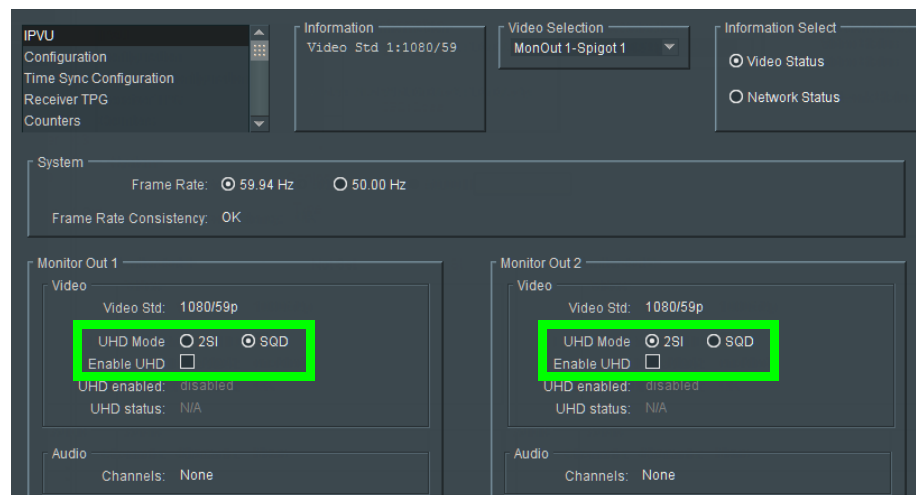 IPVU
Configuration
Time Sync Configuration
Receiver TPG
Counters
Information
Video Std 1:1080/59
Video Selection
MonOut 1-Spigot 1
Information Select
Video Status
Network Status
System
Frame Rate: 59.94 Hz 50.00 Hz
Frame Rate Consistency: OK
Monitor Out 1
Video
Video Std: 1080/59p
UHD Mode 2SI SQD
Enable UHD
UHD enabled: disabled
UHD status: N/A
Audio
Channels: None
Monitor Out 2
Video
Video Std: 1080/59p
UHD Mode 2SI SQD
Enable UHD
UHD enabled: disabled
UHD status: N/A
Audio
Channels: None